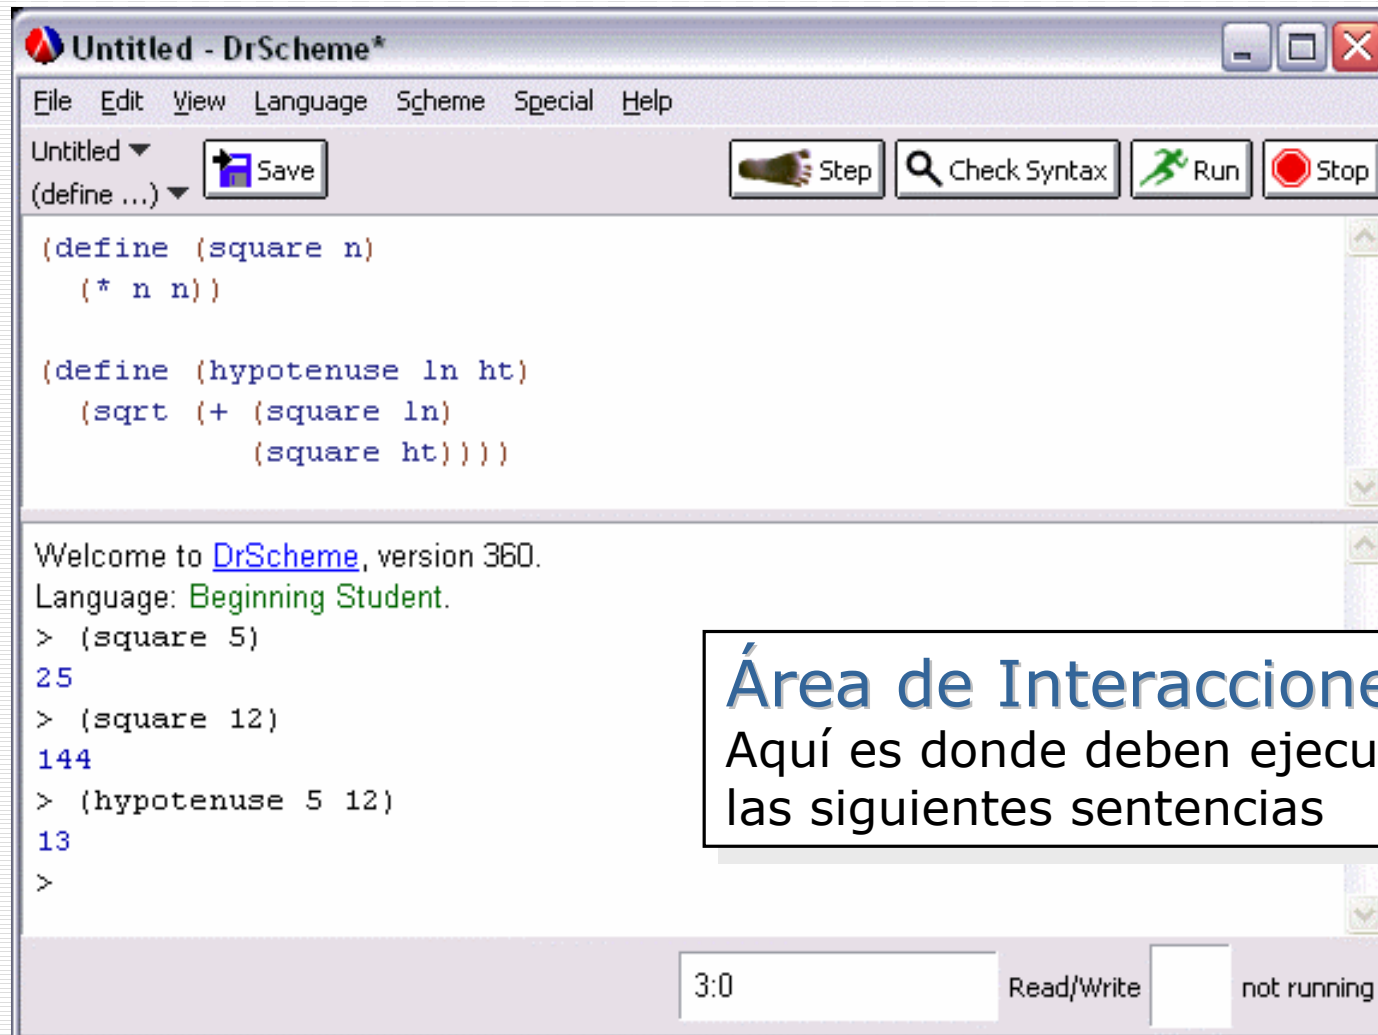 Untitled - DrScheme*
File Edit View Language Scheme Special Help
Untitled
(define ...)
Save
Step
Check Syntax
Run
Stop
(define (square n)
(* n n))
(define (hypotenuse ln ht)
(sqrt (+ (square ln)
(square ht))))
Welcome to DrScheme, version 360.
Language: Beginning Student.
> (square 5)
25
> (square 12)
144
> (hypotenuse 5 12)
13
>
Área de Interaccione
Aquí es donde deben ejecu
las siguientes sentencias
3:0
Read/Write
not running